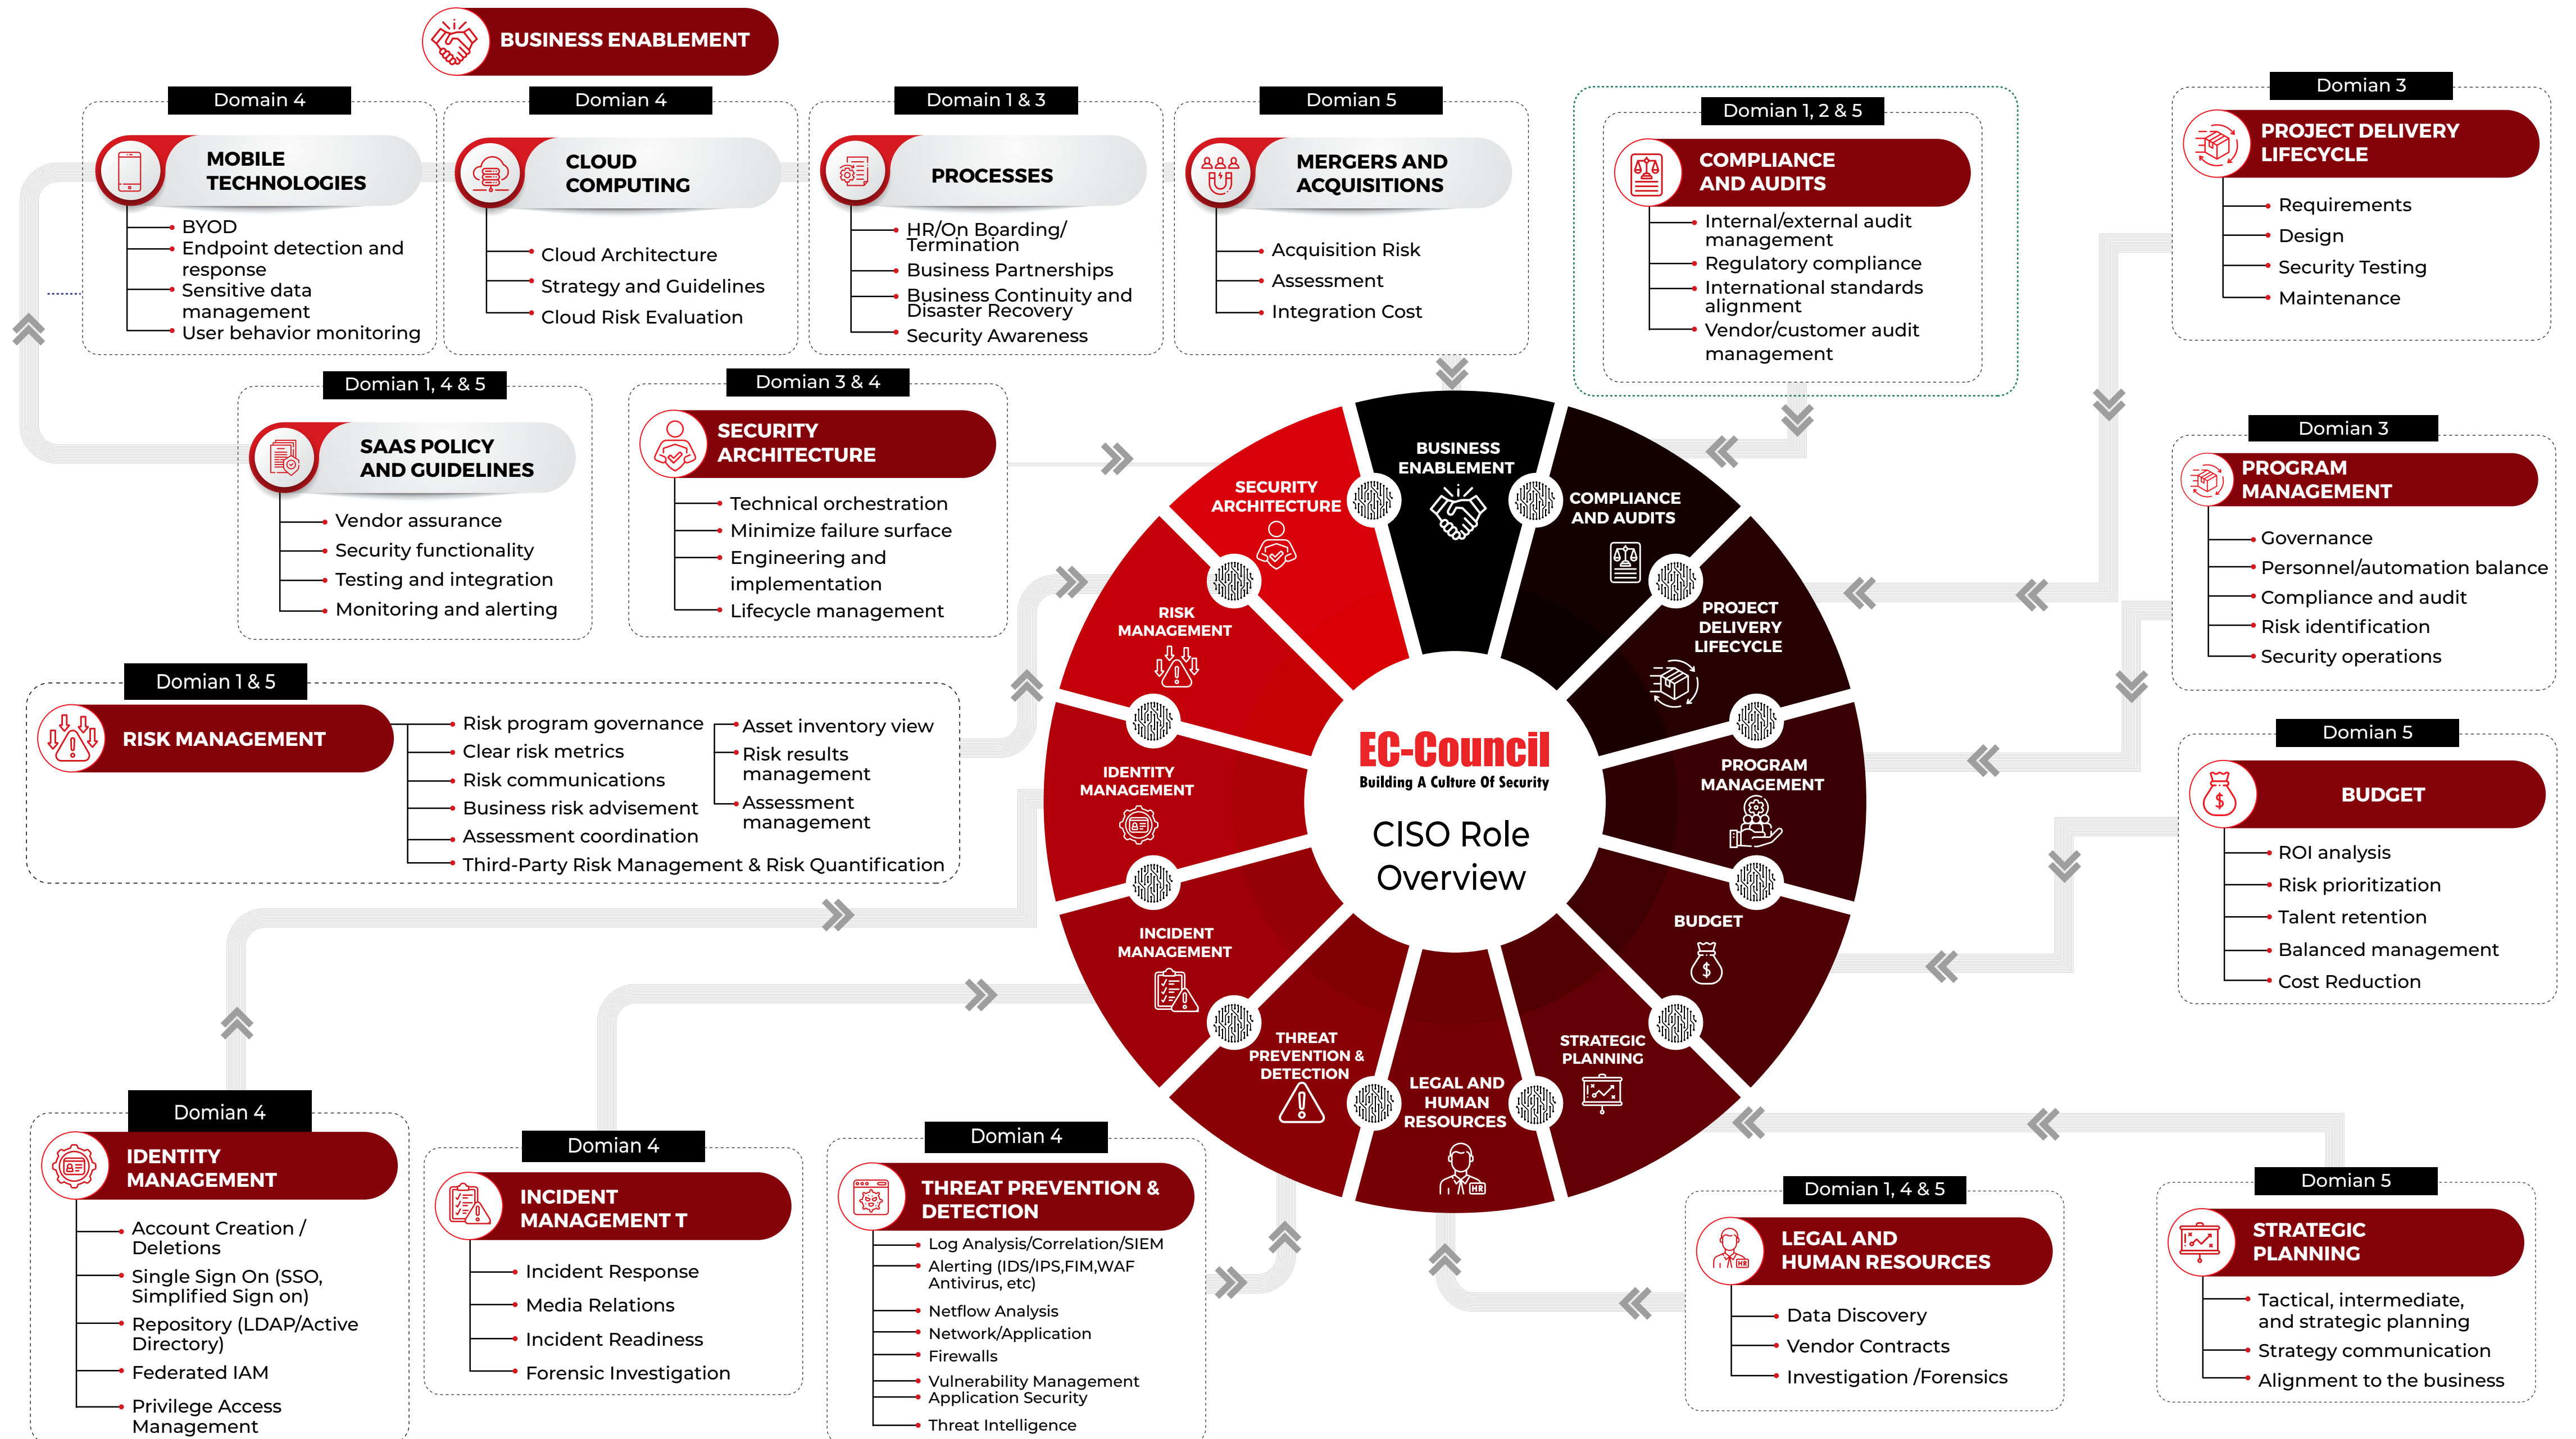 BUSINESS ENABLEMENT
Domain 4
MOBILE
TECHNOLOGIES
BYOD
Endpoint detection and
response
Sensitive data
management
User behavior monitoring
Domian 4
CLOUD
COMPUTING
Cloud Architecture
Strategy and Guidelines
Cloud Risk Evaluation
Domain 1 & 3
PROCESSES
HR/On Boarding/
Termination
Business Partnerships
Business Continuity and
Disaster Recovery
Security Awareness
Domian 5
MERGERS AND
ACQUISITIONS
Acquisition Risk
Assessment
Integration Cost
Domian 1, 2 & 5
COMPLIANCE
AND AUDITS
Internal/external audit
management
Regulatory compliance
International standards
alignment
Vendor/customer audit
management
Domian 3
PROJECT DELIVERY
LIFECYCLE
Requirements
Design
Security Testing
Maintenance
Domian 1, 4 & 5
SAAS POLICY
AND GUIDELINES
Vendor assurance
Security functionality
Testing and integration
Monitoring and alerting
Domian 3 & 4
SECURITY
ARCHITECTURE
Technical orchestration
Minimize failure surface
Engineering and
implementation
Lifecycle management
Domian 3
PROGRAM
MANAGEMENT
Governance
Personnel/automation balance
Compliance and audit
Risk identification
Security operations
Domian 1 & 5
RISK MANAGEMENT
Risk program governance
Clear risk metrics
Risk communications
Business risk advisement
Assessment coordination
Third-Party Risk Management & Risk Quantification
Asset inventory view
Risk results
management
Assessment
management
BUSINESS
ENABLEMENT
COMPLIANCE
AND AUDITS
PROJECT
DELIVERY
LIFECYCLE
PROGRAM
MANAGEMENT
BUDGET
$
STRATEGIC
PLANNING
LEGAL AND
HUMAN
RESOURCES
HR
THREAT
PREVENTION &
DETECTION
INCIDENT
MANAGEMENT
IDENTITY
MANAGEMENT
RISK
MANAGEMENT
SECURITY
ARCHITECTURE
EC-Council
Building A Culture Of Security
CISO Role
Overview
Domian 5
BUDGET
$
ROI analysis
Risk prioritization
Talent retention
Balanced management
Cost Reduction
Domian 4
IDENTITY
MANAGEMENT
Account Creation /
Deletions
Single Sign On (SSO,
Simplified Sign on)
Repository (LDAP/Active
Directory)
Federated IAM
Privilege Access
Management
Domian 4
INCIDENT
MANAGEMENT T
Incident Response
Media Relations
Incident Readiness
Forensic Investigation
Domian 4
THREAT PREVENTION &
DETECTION
Log Analysis/Correlation/SIEM
Alerting (IDS/IPS,FIM,WAF
Antivirus, etc)
Netflow Analysis
Network/Application
Firewalls
Vulnerability Management
Application Security
Threat Intelligence
Domian 1, 4 & 5
LEGAL AND
HUMAN RESOURCES
HR
Data Discovery
Vendor Contracts
Investigation /Forensics
Domian 5
STRATEGIC
PLANNING
Tactical, intermediate,
and strategic planning
Strategy communication
Alignment to the business